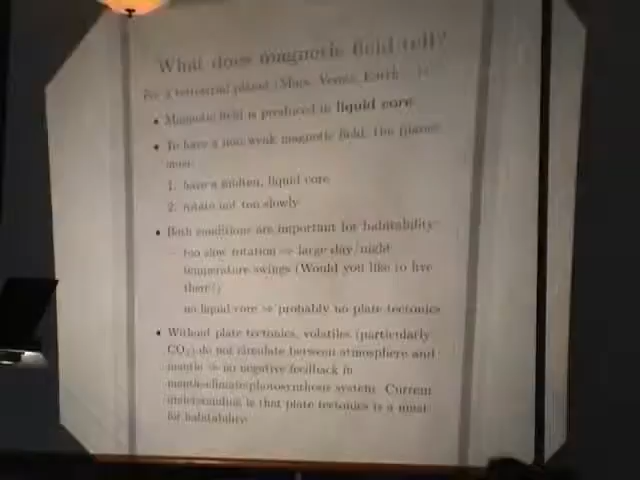 What does magnetic field tell?
For a terrestrial planet (Mars, Venus, Earth ...):
• Magnetic field is produced in liquid core
• To have a non-weak magnetic field, the planet
must:
1. have a molten, liquid core
2. rotate not too slowly
• Both conditions are important for habitability:
– too slow rotation ⇒ large day/night
temperature swings (Would you like to live
there?)
no liquid core ⇒ probably no plate tectonics
• Without plate tectonics, volatiles (particularly
CO2) do not circulate between atmosphere and
mantle ⇒ no negative feedback in
mantle-climate-photosynthesis system. Current
understanding is that plate tectonics is a must
for habitability.